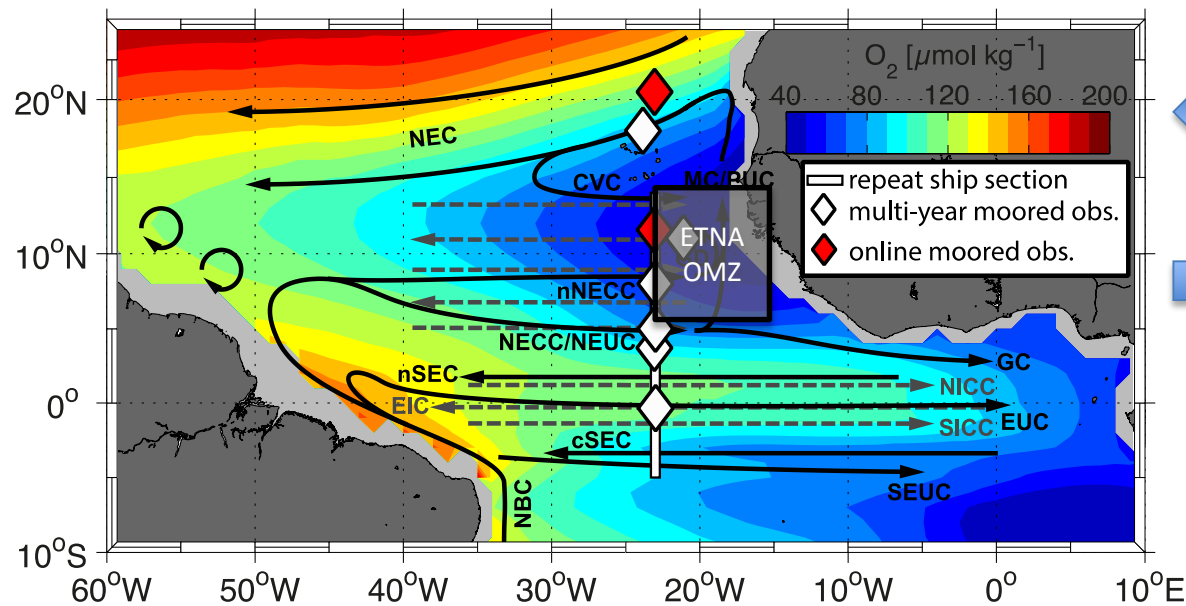 O2 [µmol kg−1]
40 80 120 160 200
repeat ship section
multi-year moored obs.
online moored obs.
20°N
10°N
0°
10°S
NEC
CVC
MC/PUC
ETNA
OMZ
nNECC
NECC/NEUC
GC
nSEC
NICC
EIC
EUC
SICC
cSEC
SEUC
NBC
60°W 50°W 40°W 30°W 20°W 10°W 0° 10°E